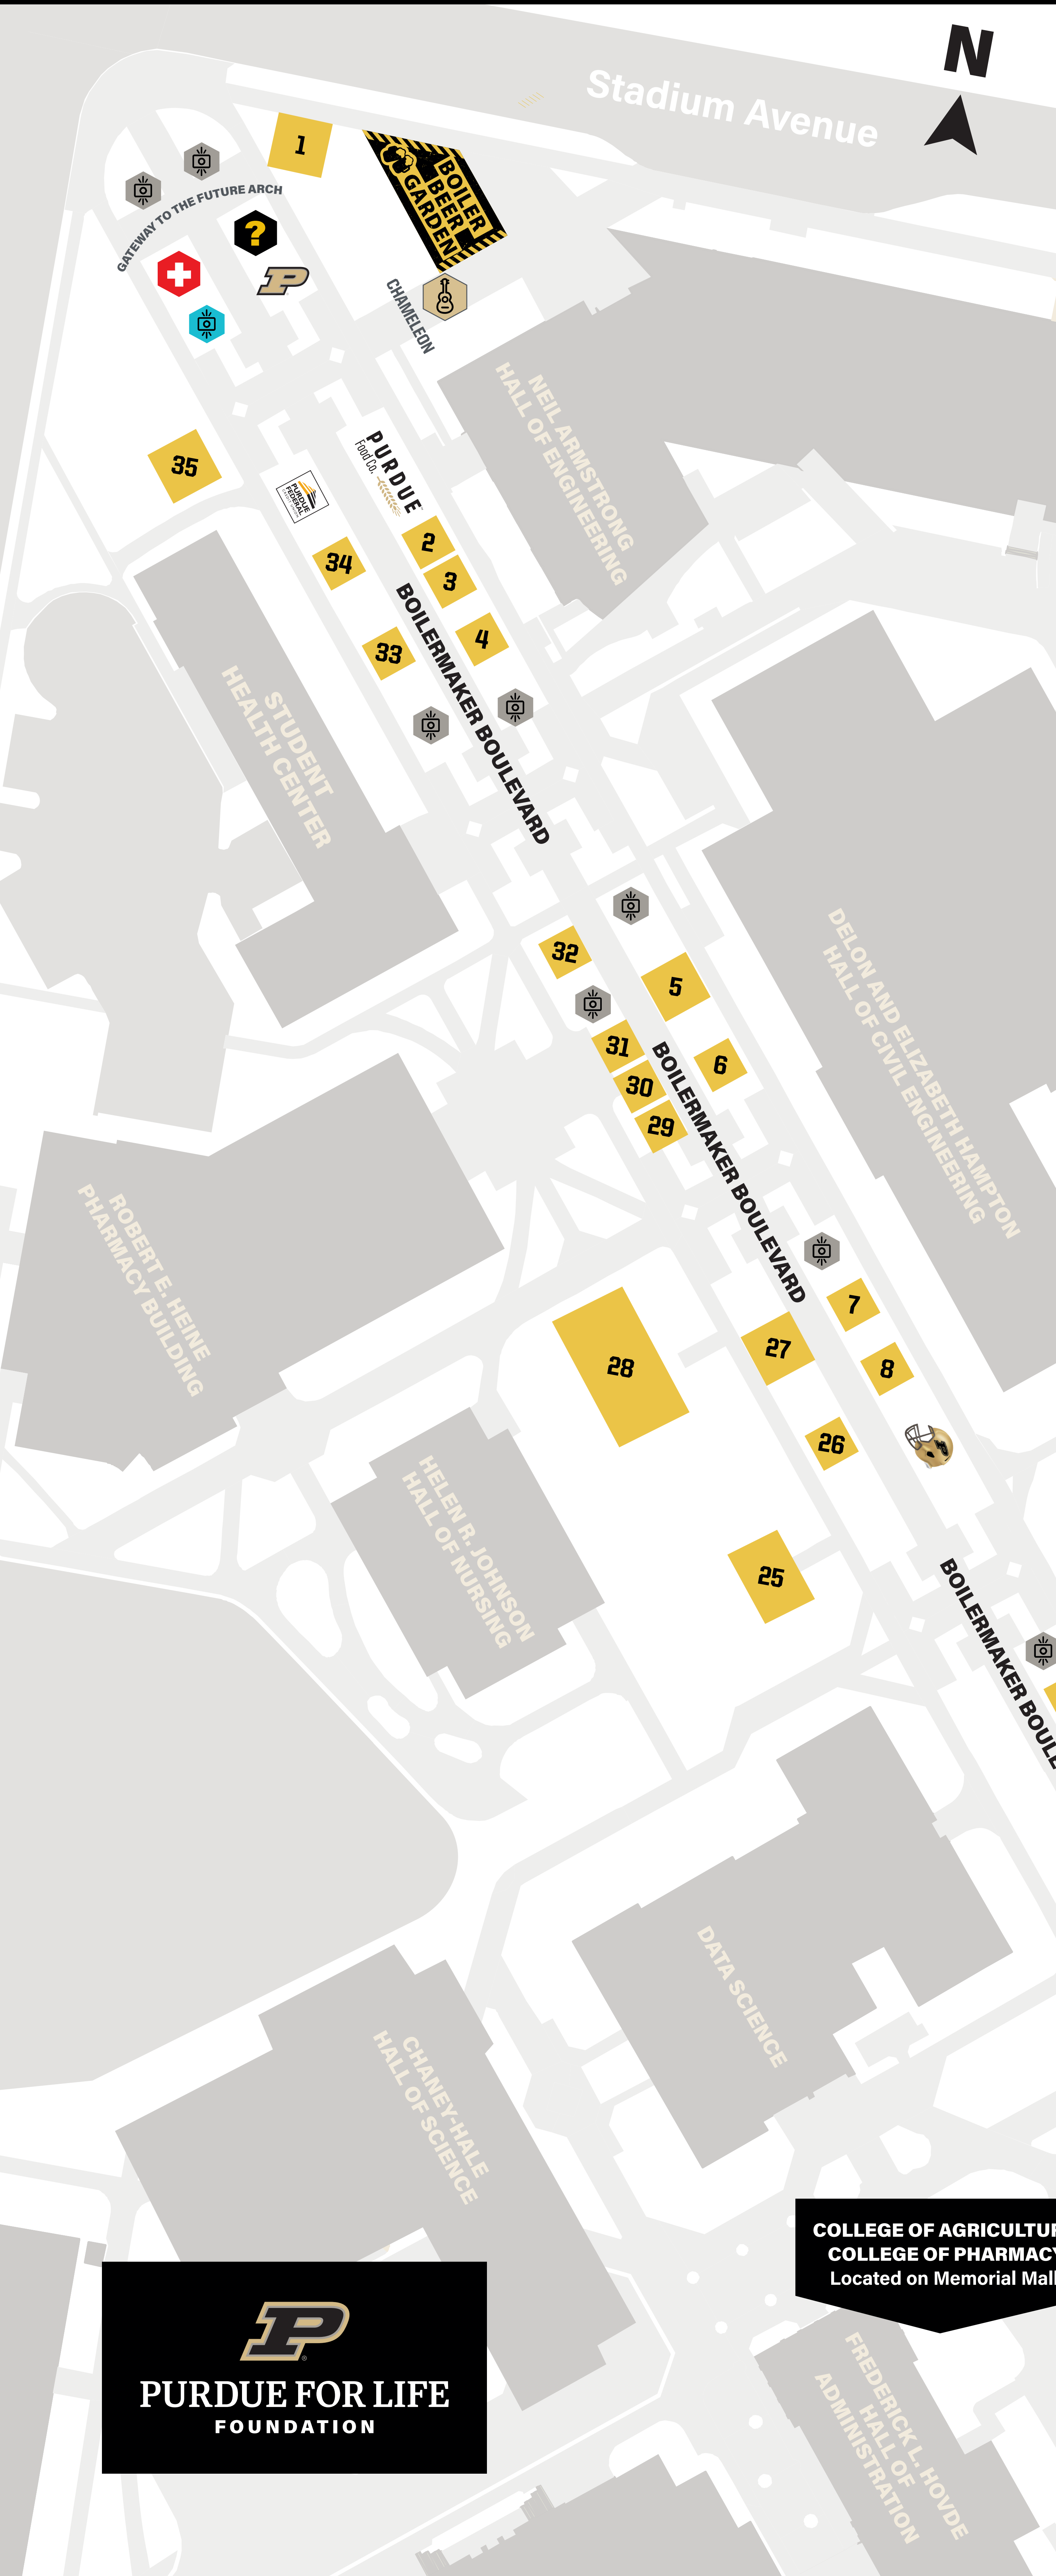 N
Stadium Avenue
1
BOILER
BEER
GARDEN
GATEWAY TO THE FUTURE ARCH
?
P
CHAMELEON
NEIL ARMSTRONG
HALL OF ENGINEERING
PURDUE
Food Co.
35
PURDUE
FEDERAL
2
34
3
4
33
BOILERMAKER BOULEVARD
STUDENT
HEALTH CENTER
32
5
31
6
30
29
BOILERMAKER BOULEVARD
DELON AND ELIZABETH HAMPTON
HALL OF CIVIL ENGINEERING
ROBERT E. HEINE
PHARMACY BUILDING
7
27
28
8
26
HELEN R. JOHNSON
HALL OF NURSING
25
BOILERMAKER BOULE
DATA SCIENCE
CHANEY-HALE
HALL OF SCIENCE
COLLEGE OF AGRICULTUR
COLLEGE OF PHARMACY
Located on Memorial Mall
P
PURDUE FOR LIFE
FOUNDATION
FREDERICK L. HOVDE
HALL OF
ADMINISTRATION